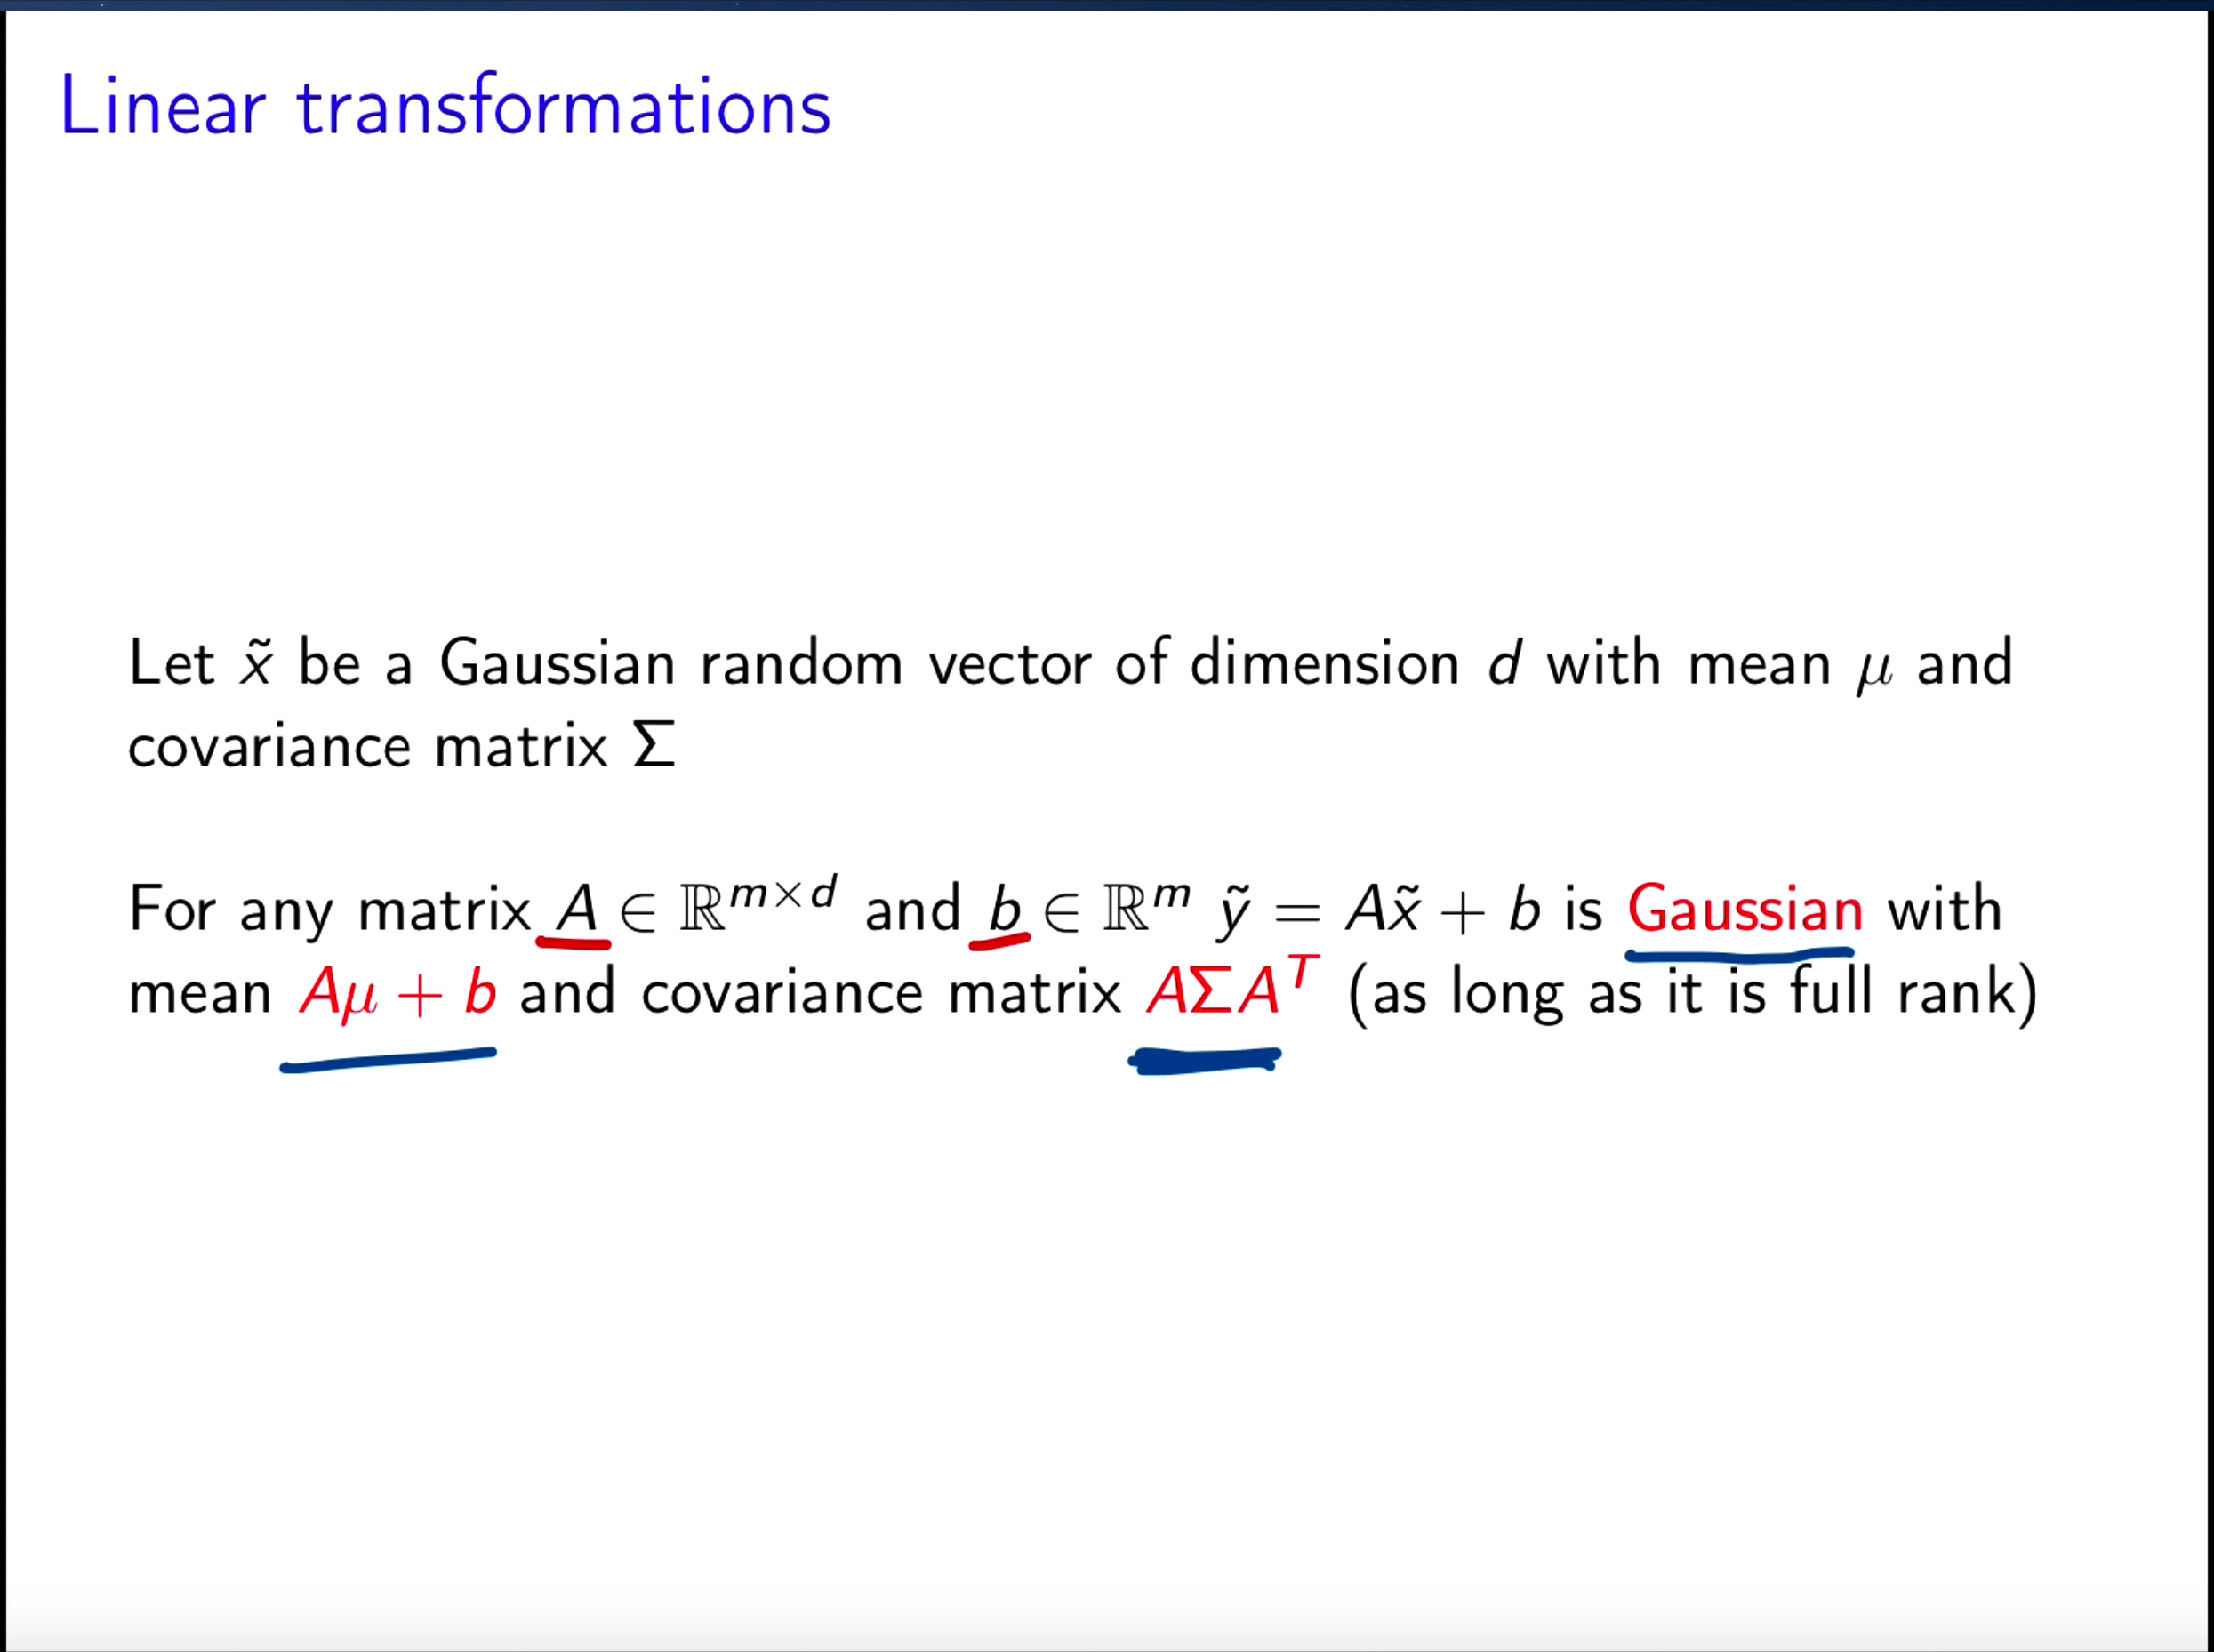 Linear transformations
Let x̃ be a Gaussian random vector of dimension d with mean μ and
covariance matrix Σ
For any matrix A ∈ ℝ^{m×d} and b ∈ ℝ^m ỹ = Ax̃ + b is Gaussian with
mean Aμ + b and covariance matrix AΣA^T (as long as it is full rank)